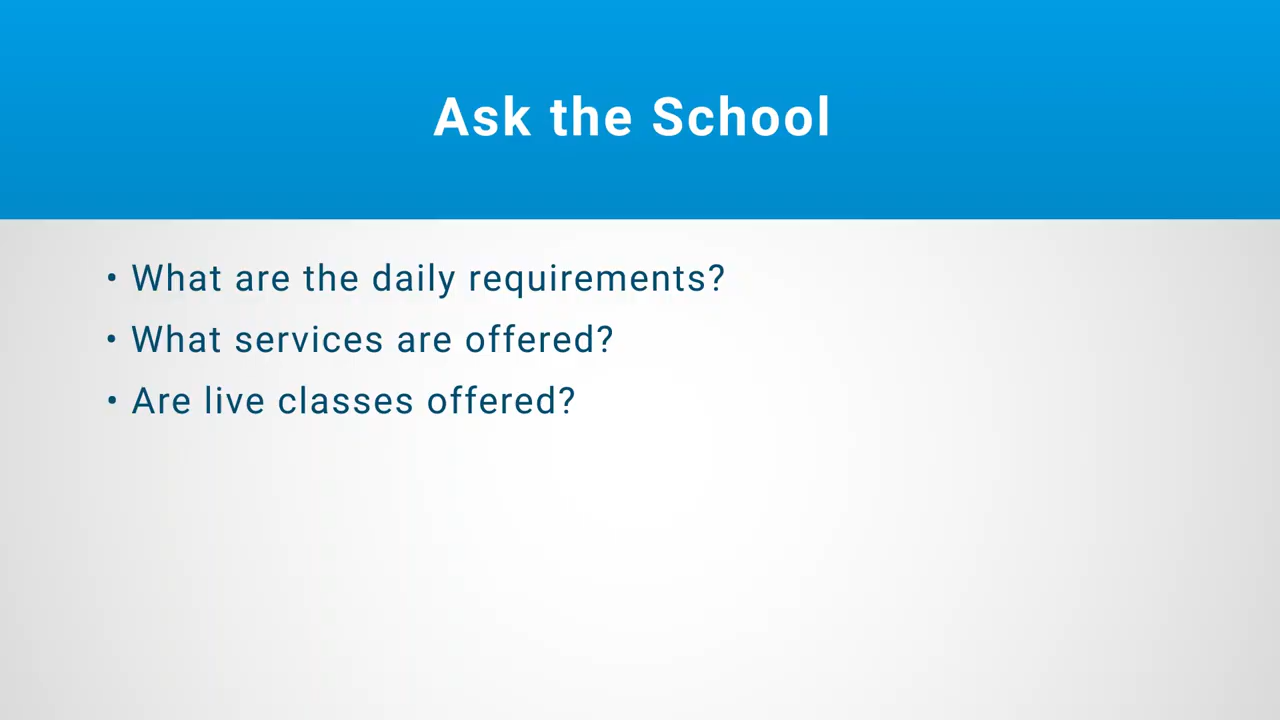 Ask the School
• What are the daily requirements?
• What services are offered?
• Are live classes offered?